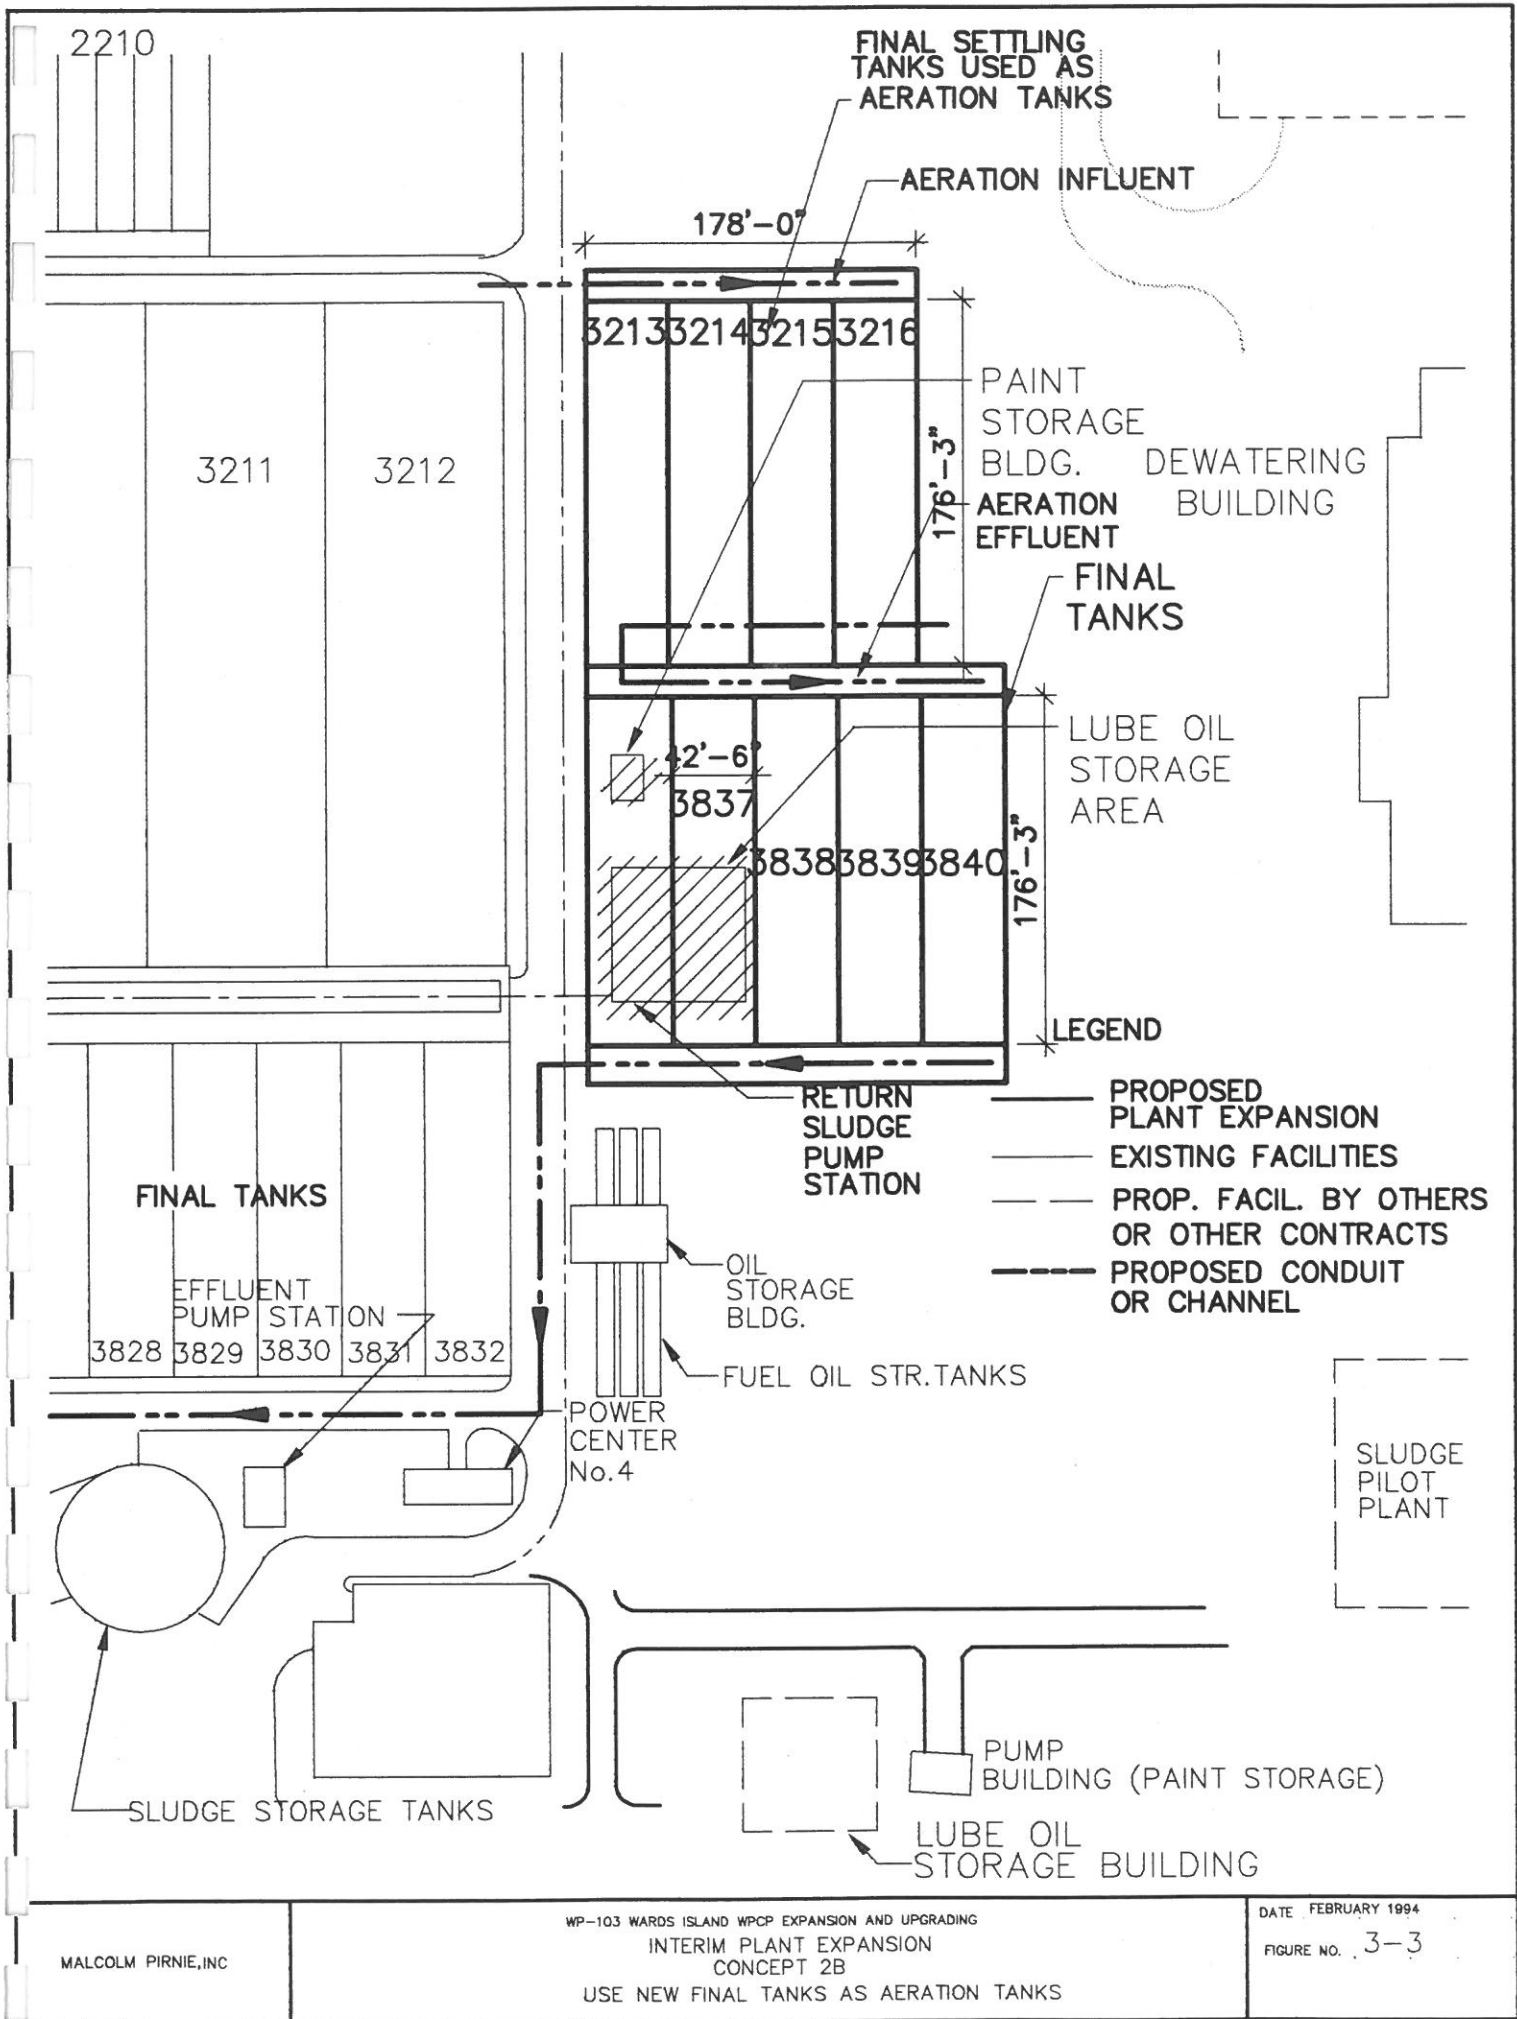 2210
FINAL SETTLING
TANKS USED AS
AERATION TANKS
AERATION INFLUENT
178'-0"
3213 3214 3215 3216
PAINT
STORAGE
BLDG.
176'-3"
DEWATERING
BUILDING
3211 3212
AERATION
EFFLUENT
FINAL
TANKS
LUBE OIL
STORAGE
AREA
42'-6"
3837
3838 3839 3840
176'-3"
LEGEND
PROPOSED
PLANT EXPANSION
EXISTING FACILITIES
PROP. FACIL. BY OTHERS
OR OTHER CONTRACTS
PROPOSED CONDUIT
OR CHANNEL
RETURN
SLUDGE
PUMP
STATION
FINAL TANKS
OIL
STORAGE
BLDG.
EFFLUENT
PUMP STATION
3828 3829 3830 3831 3832
FUEL OIL STR.TANKS
POWER
CENTER
No.4
SLUDGE
PILOT
PLANT
PUMP
BUILDING (PAINT STORAGE)
SLUDGE STORAGE TANKS
LUBE OIL
STORAGE BUILDING
MALCOLM PIRNIE,INC
WP-103 WARDS ISLAND WPCP EXPANSION AND UPGRADING
INTERIM PLANT EXPANSION
CONCEPT 2B
USE NEW FINAL TANKS AS AERATION TANKS
DATE FEBRUARY 1994
FIGURE NO. 3-3